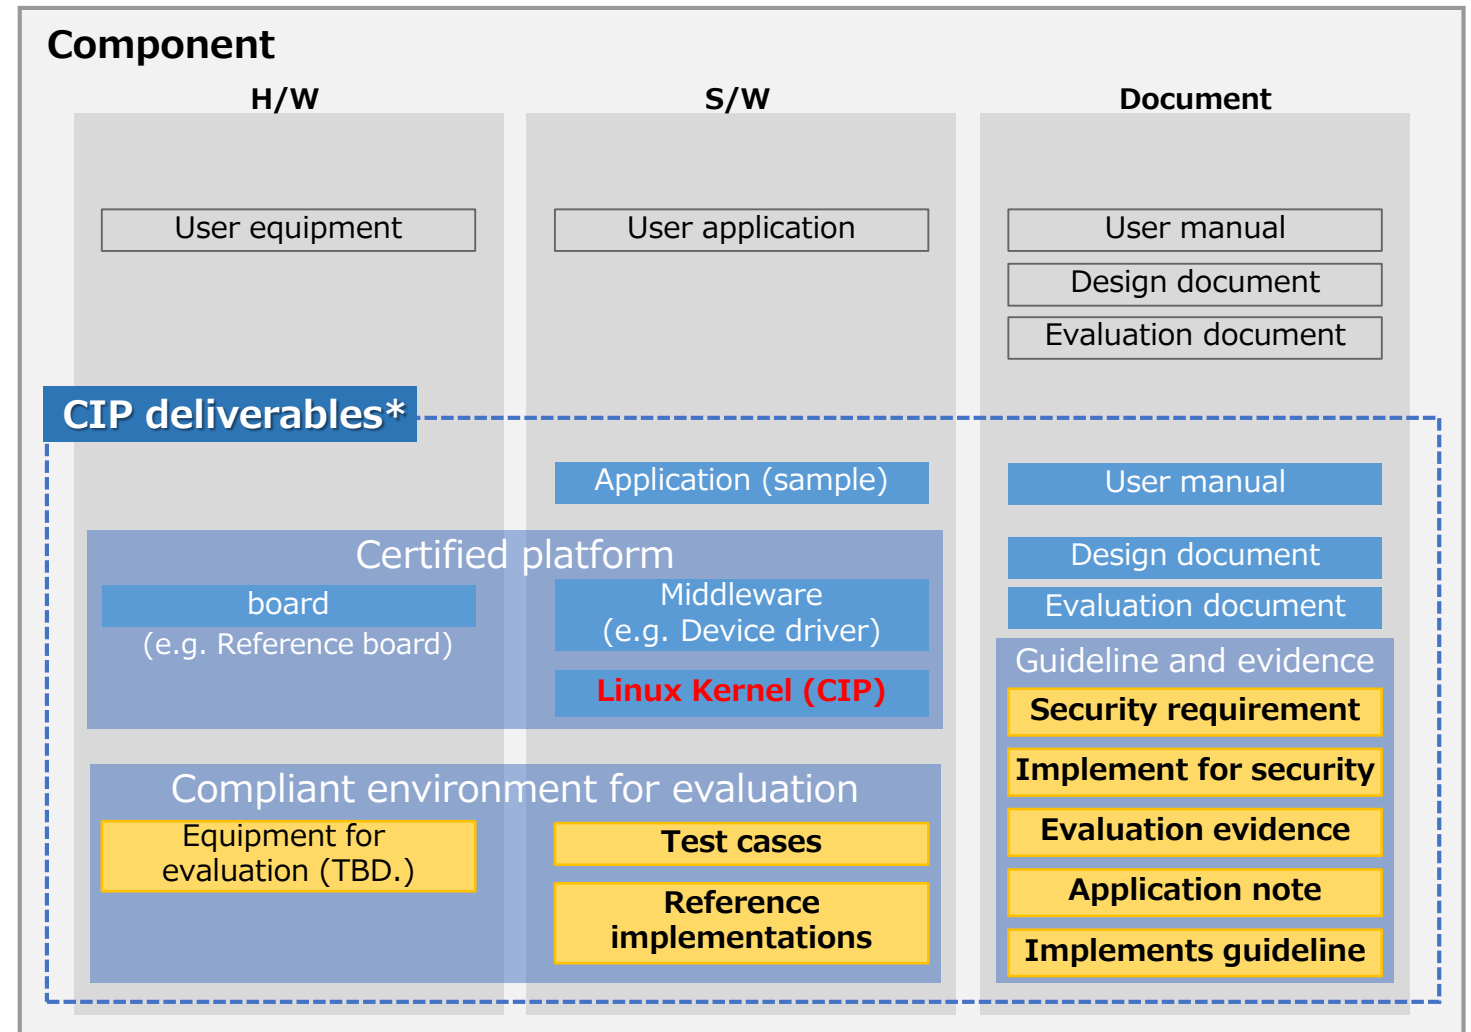 Component
H/W
S/W
Document
User equipment
User application
User manual
Design document
Evaluation document
CIP deliverables*
Application (sample)
User manual
Certified platform
Design document
board
(e.g. Reference board)
Middleware
(e.g. Device driver)
Evaluation document
Linux Kernel (CIP)
Guideline and evidence
Security requirement
Implement for security
Evaluation evidence
Application note
Implements guideline
Compliant environment for evaluation
Equipment for
evaluation (TBD.)
Test cases
Reference
implementations